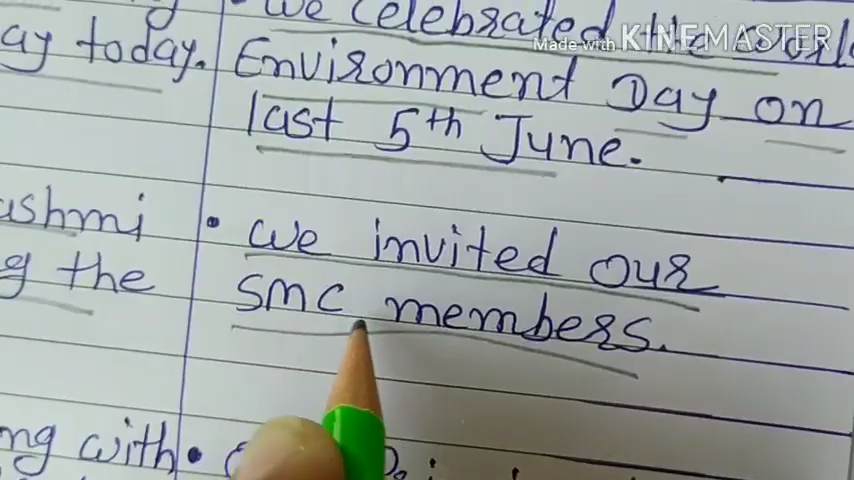 we celebrated the
Made with KINEMASTER
ay today. Environment Day on
last 5th June.
ashmi • we invited our
g the SMC members.
ng with •